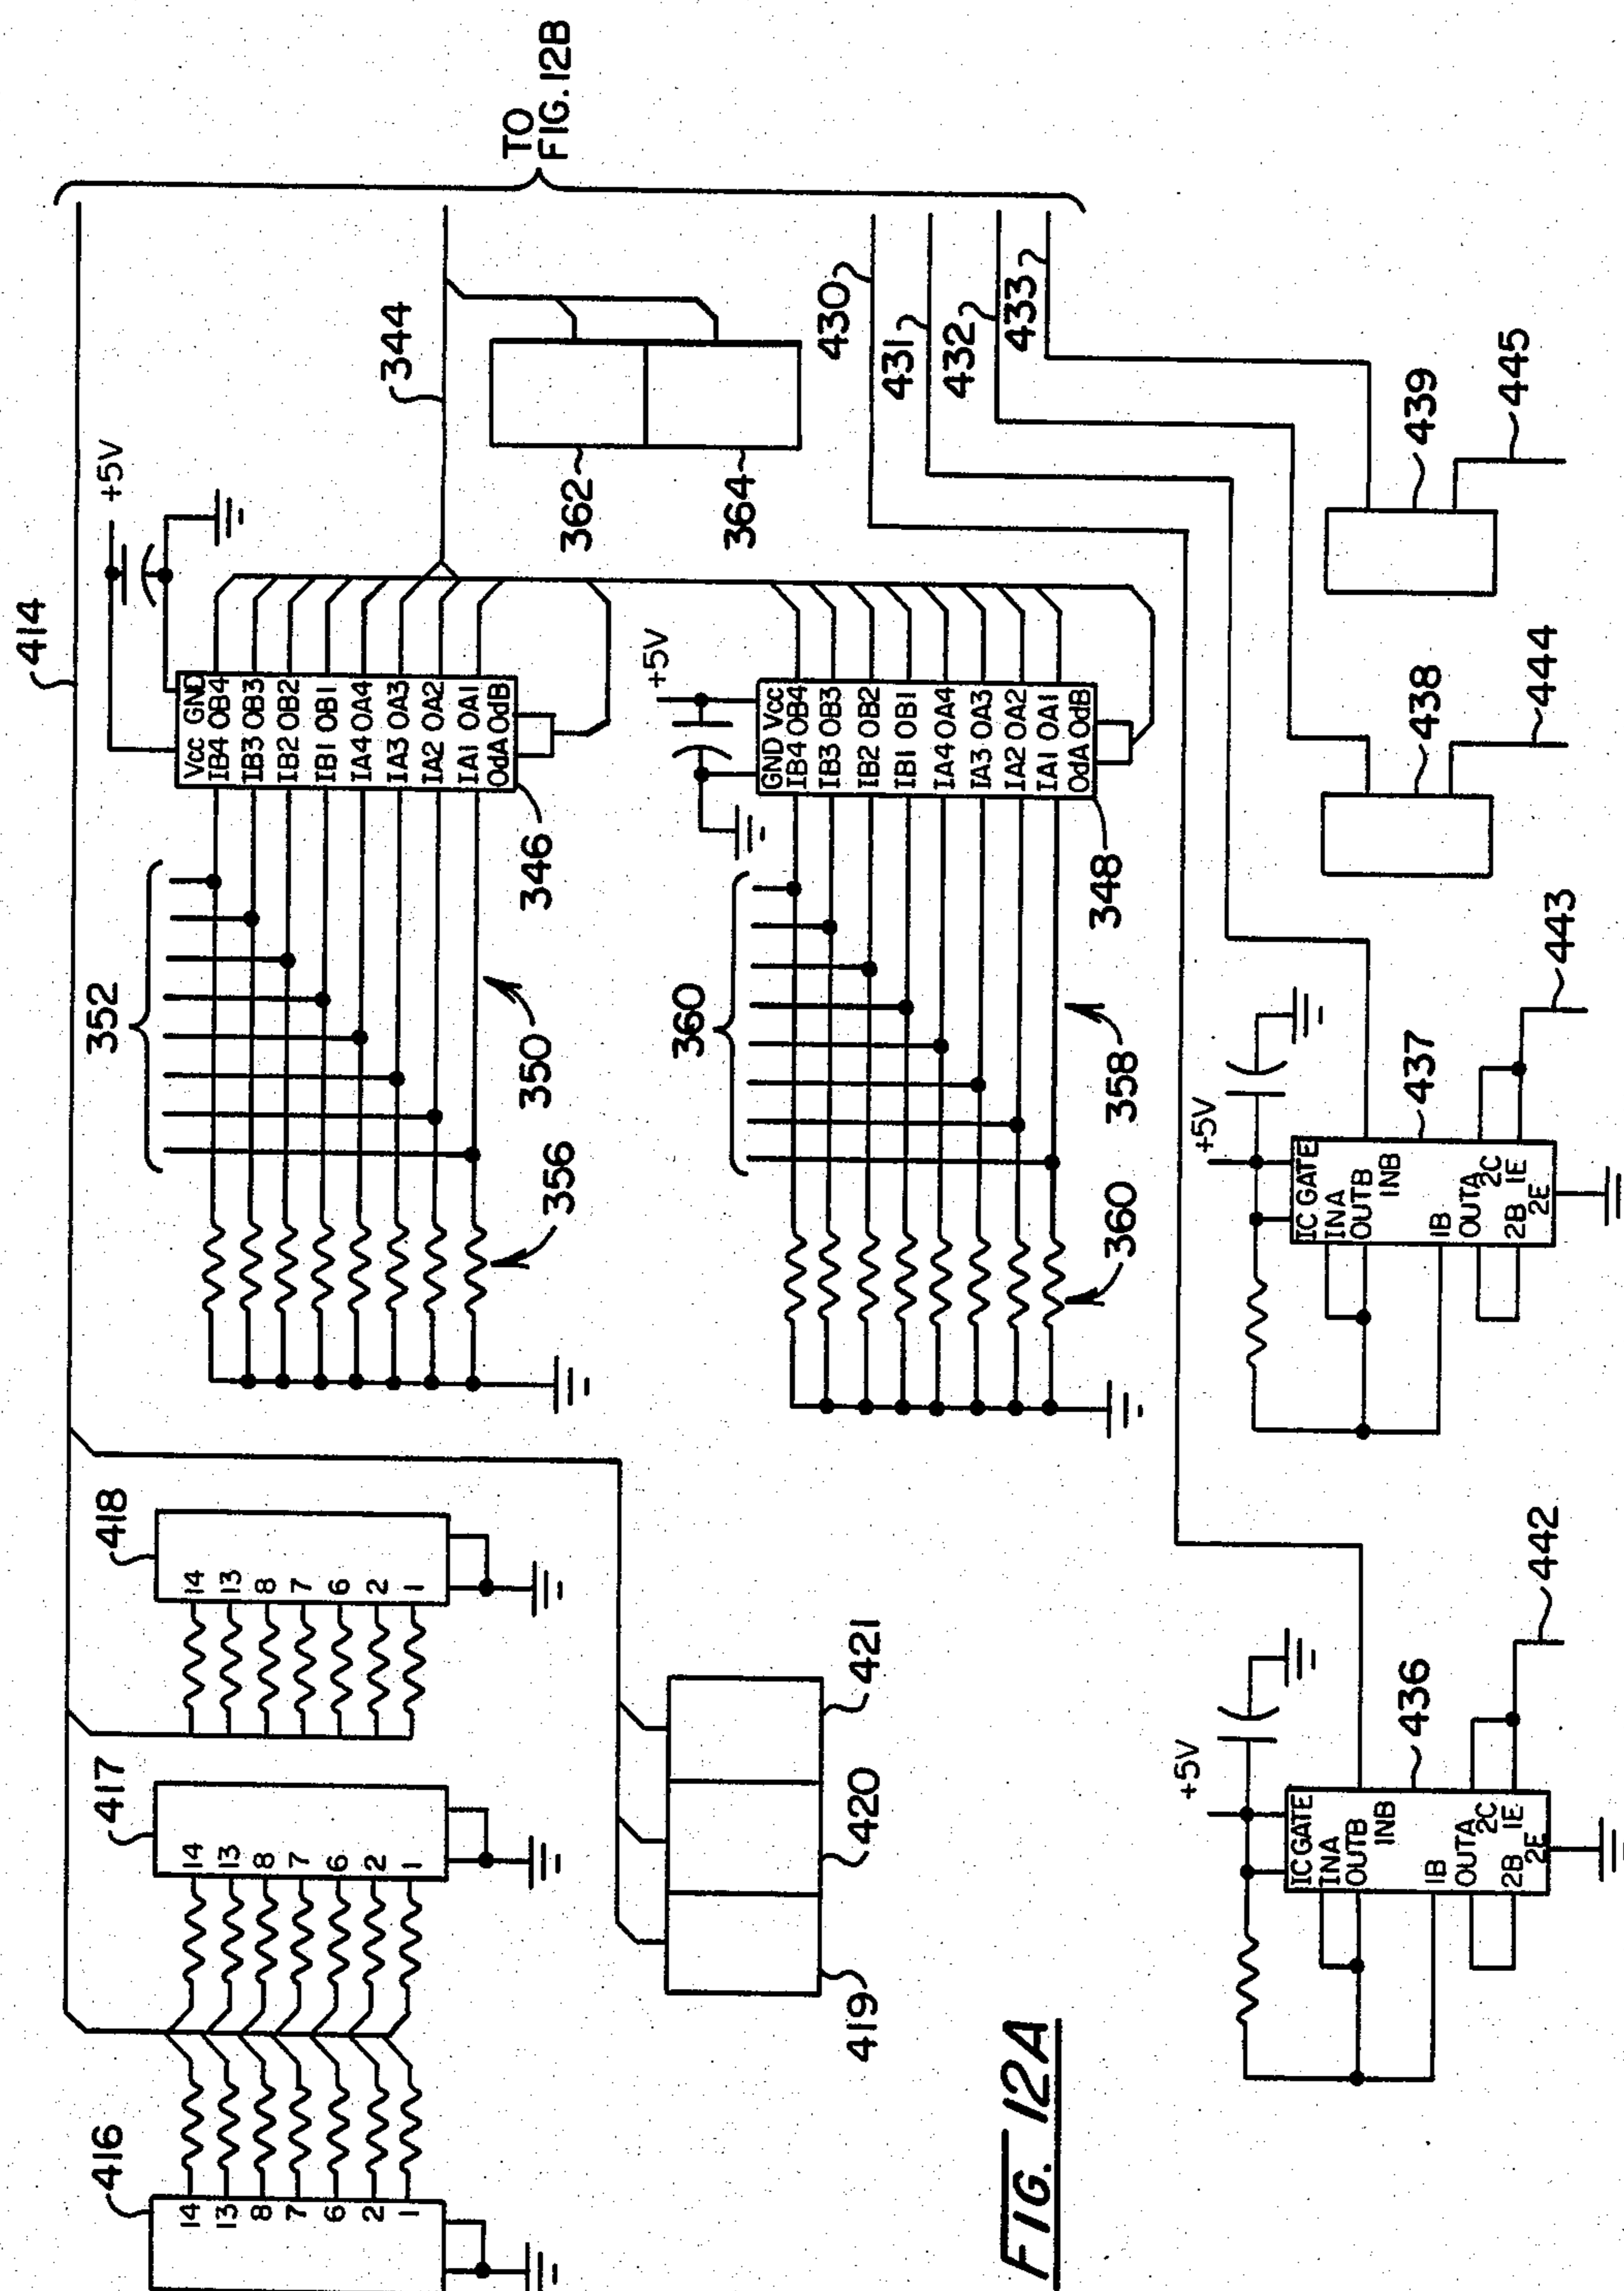 414
+5V
TO
FIG. 12B
416
14
13
8
7
6
2
1
417
14
13
8
7
6
2
1
418
14
13
8
7
6
2
1
352
Vcc GND
IB4 OB4
IB3 OB3
IB2 OB2
IB1 OB1
IA4 OA4
IA3 OA3
IA2 OA2
IA1 OA1
OdA OdB
344
356
350
346
362
364
419
420
421
360
+5V
GND Vcc
IB4 OB4
IB3 OB3
IB2 OB2
IB1 OB1
IA4 OA4
IA3 OA3
IA2 OA2
IA1 OA1
OdA OdB
360
358
348
430
431
432
433
FIG. 12A
+5V
IC GATE
INA
OUTB
INB
1B
OUTA
2C
2B 1E
2E
436
442
+5V
IC GATE
INA
OUTB
INB
1B
OUTA
2C
2B 1E
2E
437
443
438
444
439
445